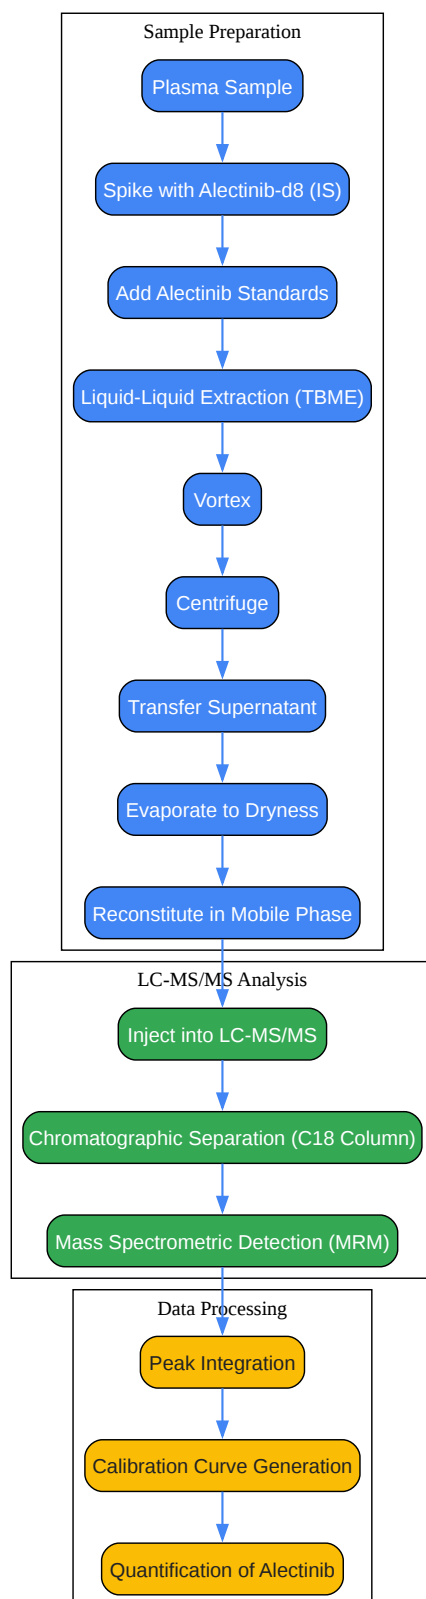 Sample Preparation
Plasma Sample
Spike with Alectinib-d8 (IS)
Add Alectinib Standards
Liquid-Liquid Extraction (TBME)
Vortex
Centrifuge
Transfer Supernatant
Evaporate to Dryness
Reconstitute in Mobile Phase
LC-MS/MS Analysis
Inject into LC-MS/MS
Chromatographic Separation (C18 Column)
Mass Spectrometric Detection (MRM)
Data Processing
Peak Integration
Calibration Curve Generation
Quantification of Alectinib